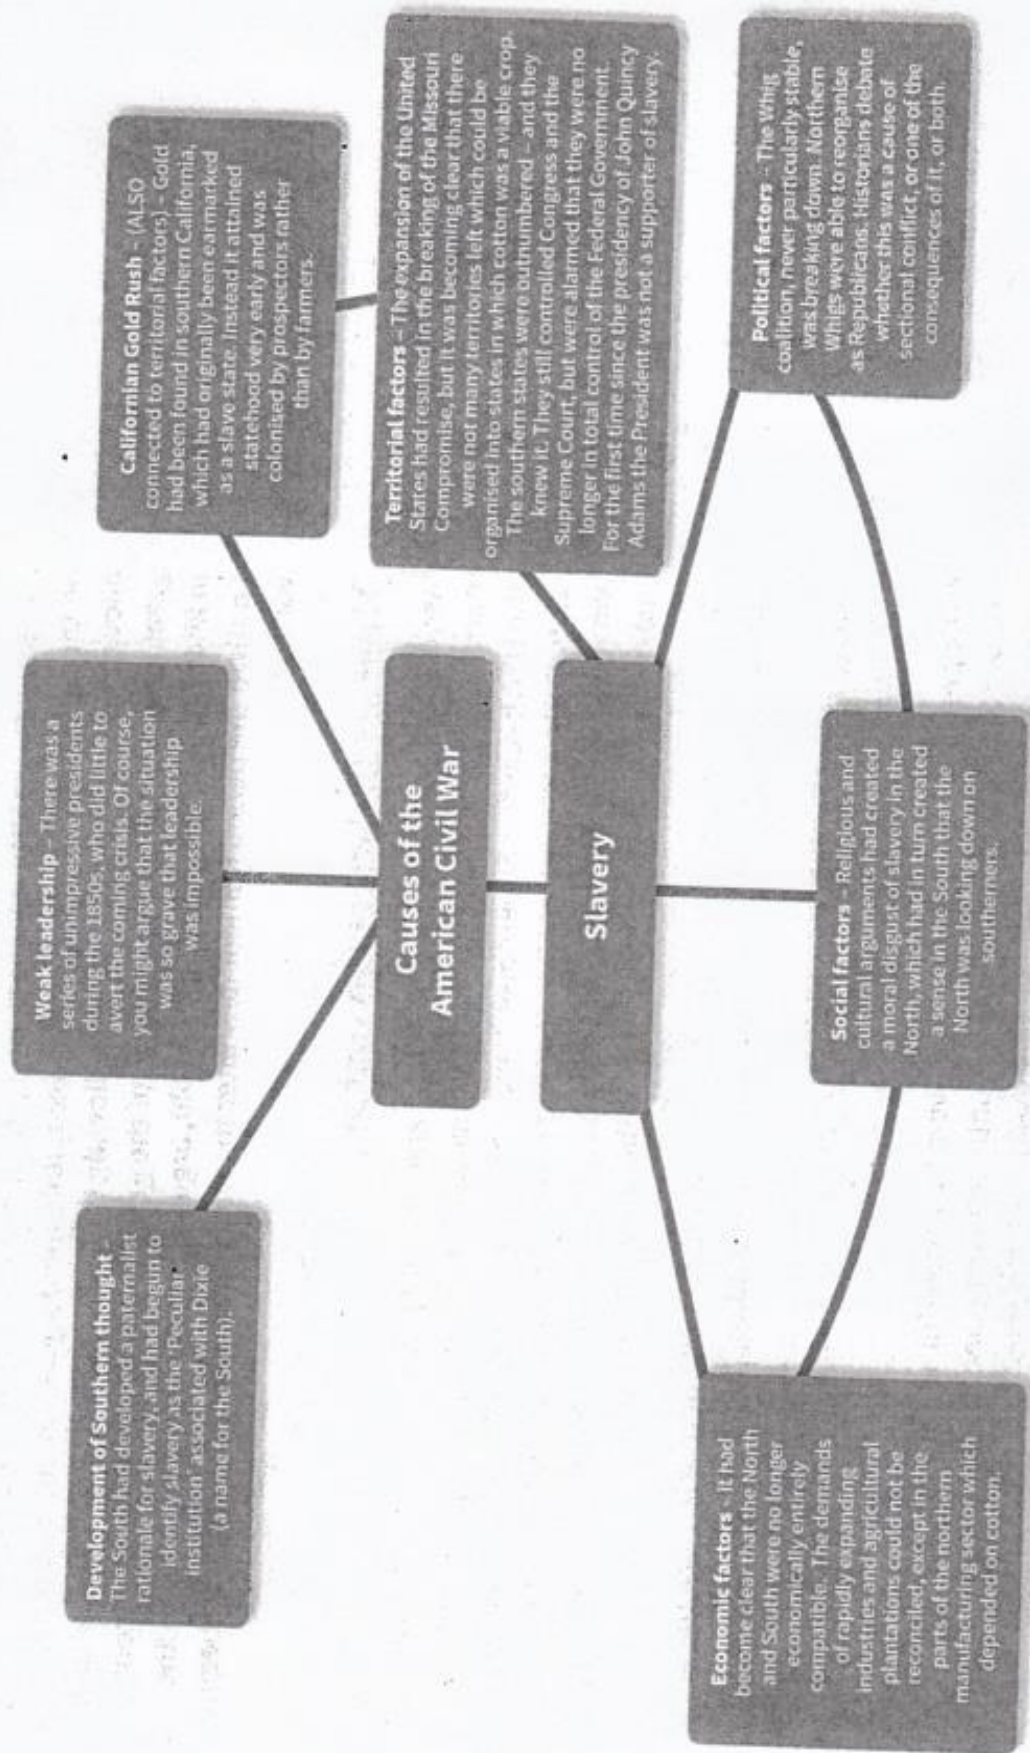 Development of Southern thought -
The South had developed a paternalist
rationale for slavery, and had begun to
identify slavery as the 'Peculiar
institution' associated with Dixie
(a name for the South).
Weak leadership – There was a
series of unimpressive presidents
during the 1850s, who did little to
avert the coming crisis. Of course,
you might argue that the situation
was so grave that leadership
was impossible.
Californian Gold Rush - (ALSO
connected to territorial factors) - Gold
had been found in southern California,
which had originally been earmarked
as a slave state. Instead it attained
statehood very early and was
colonised by prospectors rather
than by farmers.
Causes of the
American Civil War
Territorial factors – The expansion of the United
States had resulted in the breaking of the Missouri
Compromise, but it was becoming clear that there
were not many territories left which could be
organised into states in which cotton was a viable crop.
The southern states were outnumbered – and they
knew it. They still controlled Congress and the
Supreme Court, but were alarmed that they were no
longer in total control of the Federal Government.
For the first time since the presidency of John Quincy
Adams the President was not a supporter of slavery.
Slavery
Economic factors - It had
become clear that the North
and South were no longer
economically entirely
compatible. The demands
of rapidly expanding
industries and agricultural
plantations could not be
reconciled, except in the
parts of the northern
manufacturing sector which
depended on cotton.
Social factors - Religious and
cultural arguments had created
a moral disgust of slavery in the
North, which had in turn created
a sense in the South that the
North was looking down on
southerners.
Political factors - The Whig
coalition, never particularly stable,
was breaking down. Northern
Whigs were able to reorganise
as Republicans. Historians debate
whether this was a cause of
sectional conflict, or one of the
consequences of it, or both.